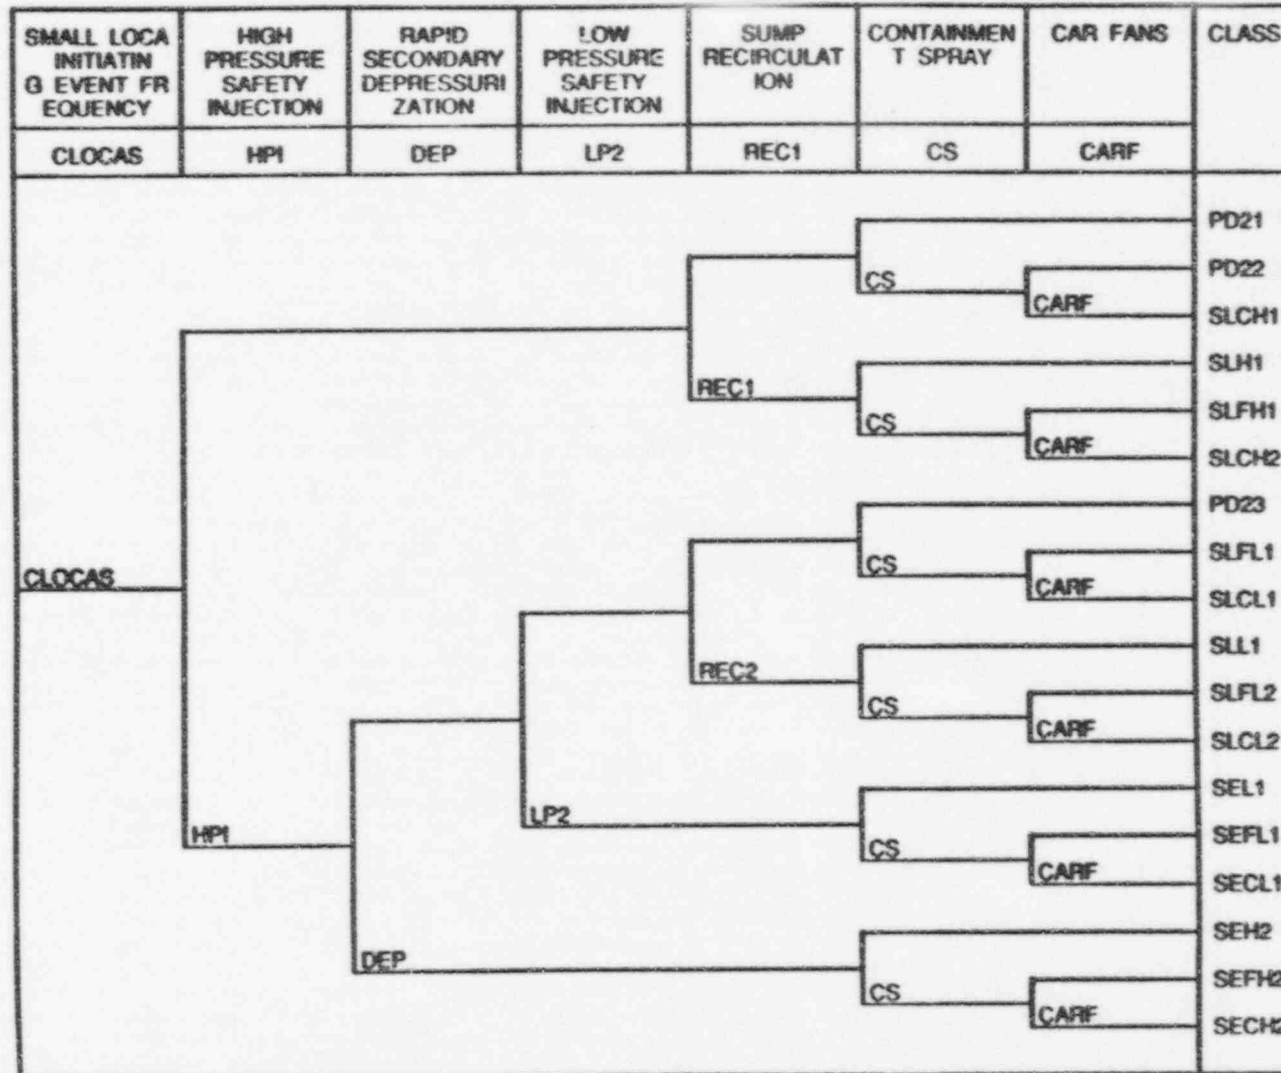 SMALL LOCA
INITIATIN
G EVENT FR
EQUENCY
HIGH
PRESSURE
SAFETY
INJECTION
RAPID
SECONDARY
DEPRESSURI
ZATION
LOW
PRESSURE
SAFETY
INJECTION
SUMP
RECIRCULAT
ION
CONTAINMEN
T SPRAY
CAR FANS
CLASS
CLOCAS
HPI
DEP
LP2
REC1
CS
CARF
PD21
CS
PD22
CARF
SLCH1
SLH1
REC1
CS
SLFH1
CARF
SLCH2
PD23
CS
SLFL1
CLOCAS
CARF
SLCL1
SLL1
REC2
CS
SLFL2
CARF
SLCL2
SEL1
LP2
HPI
CS
SEFL1
CARF
SECL1
SEH2
DEP
CS
SEFH2
CARF
SECH2